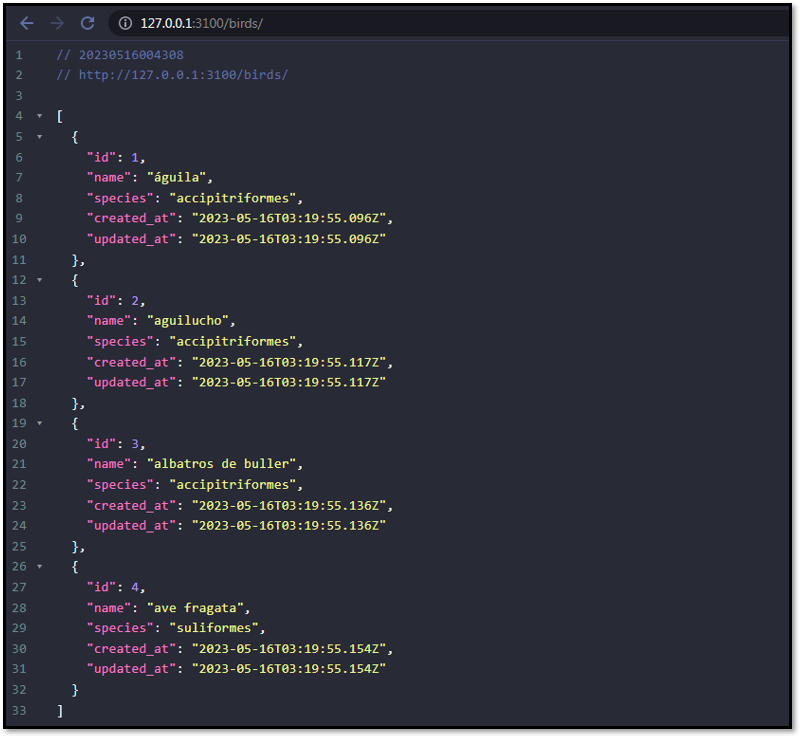 127.0.0.1:3100/birds/
1 // 20230516004308
2 // http://127.0.0.1:3100/birds/
3
4 [
5 {
6 "id": 1,
7 "name": "águila",
8 "species": "accipitriformes",
9 "created_at": "2023-05-16T03:19:55.096Z",
10 "updated_at": "2023-05-16T03:19:55.096Z"
11 },
12 {
13 "id": 2,
14 "name": "aguilucho",
15 "species": "accipitriformes",
16 "created_at": "2023-05-16T03:19:55.117Z",
17 "updated_at": "2023-05-16T03:19:55.117Z"
18 },
19 {
20 "id": 3,
21 "name": "albatros de buller",
22 "species": "accipitriformes",
23 "created_at": "2023-05-16T03:19:55.136Z",
24 "updated_at": "2023-05-16T03:19:55.136Z"
25 },
26 {
27 "id": 4,
28 "name": "ave fragata",
29 "species": "suliformes",
30 "created_at": "2023-05-16T03:19:55.154Z",
31 "updated_at": "2023-05-16T03:19:55.154Z"
32 }
33 ]